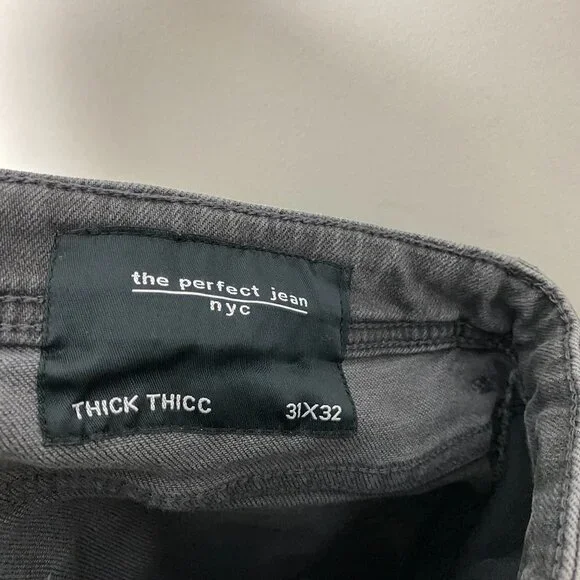 the perfect jean
nyc
THICK THICC 31X32